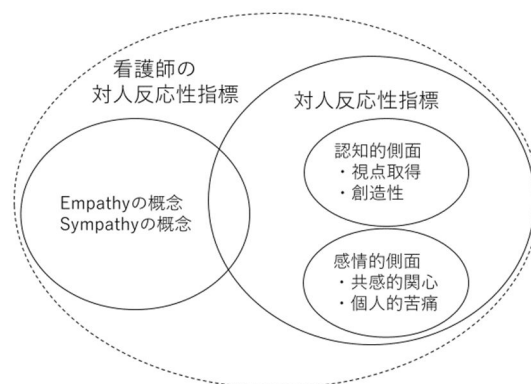 看護師の
対人反応性指標
対人反応性指標
認知的側面
・視点取得
・創造性
Empathyの概念
Sympathyの概念
感情的側面
・共感的関心
・個人的苦痛